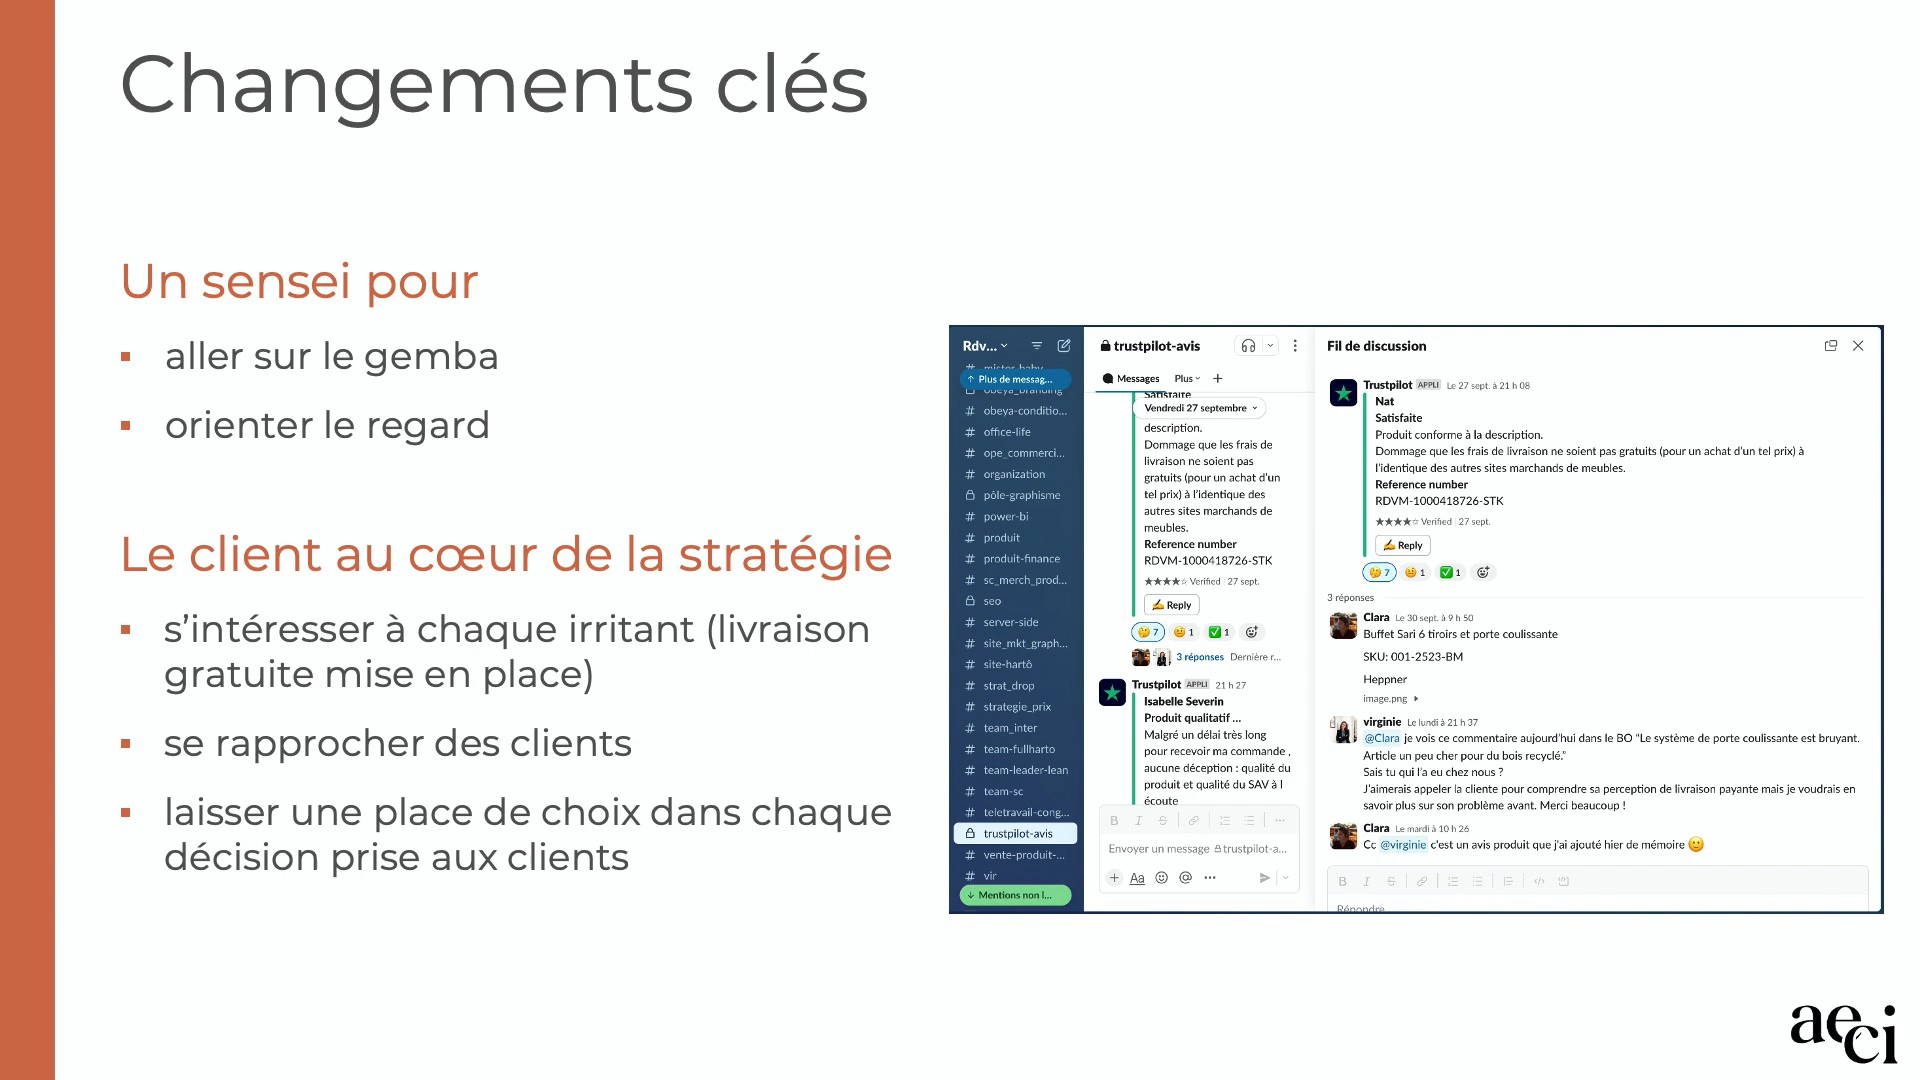 Changements clés
Un sensei pour
▪ aller sur le gemba
▪ orienter le regard
Le client au cœur de la stratégie
▪ s’intéresser à chaque irritant (livraison
gratuite mise en place)
▪ se rapprocher des clients
▪ laisser une place de choix dans chaque
décision prise aux clients
Rdv...
↑ Plus de messag...
obeya_branding
# obeya-conditio...
# office-life
# ope_commerci...
# organization
pôle-graphisme
# power-bi
# produit
# produit-finance
# sc_merch_prod...
seo
# server-side
# site_mkt_graph...
# site-hartô
# strat_drop
# strategie_prix
# team_inter
# team-fullharto
# team-leader-lean
# team-sc
# teletravail-cong...
trustpilot-avis
# vente-produit-...
# vir
↓ Mentions non l...
trustpilot-avis
Messages Plus +
Satisfaite
Vendredi 27 septembre
description.
Dommage que les frais de
livraison ne soient pas
gratuits (pour un achat d’un
tel prix) à l’identique des
autres sites marchands de
meubles.
Reference number
RDVM-1000418726-STK
★★★★☆ Verified | 27 sept.
✍️ Reply
7 1 1
3 réponses Dernière r...
Trustpilot APPLI 21 h 27
Isabelle Severin
Produit qualitatif ...
Malgré un délai très long
pour recevoir ma commande ,
aucune déception : qualité du
produit et qualité du SAV à l
écoute
B I S
Envoyer un message trustpilot-a...
+ Aa @ ...
Fil de discussion
Trustpilot APPLI Le 27 sept. à 21 h 08
Nat
Satisfaite
Produit conforme à la description.
Dommage que les frais de livraison ne soient pas gratuits (pour un achat d’un tel prix) à
l’identique des autres sites marchands de meubles.
Reference number
RDVM-1000418726-STK
★★★★☆ Verified | 27 sept.
✍️ Reply
7 1 1
3 réponses
Clara Le 30 sept. à 9 h 50
Buffet Sari 6 tiroirs et porte coulissante
SKU: 001-2523-BM
Heppner
image.png
virginie Le lundi à 21 h 37
@Clara je vois ce commentaire aujourd’hui dans le BO “Le système de porte coulissante est bruyant.
Article un peu cher pour du bois recyclé.”
Sais tu qui l’a eu chez nous ?
J’aimerais appeler la cliente pour comprendre sa perception de livraison payante mais je voudrais en
savoir plus sur son problème avant. Merci beaucoup !
Clara Le mardi à 10 h 26
Cc @virginie c’est un avis produit que j’ai ajouté hier de mémoire 🙂
B I S
Répondre
aeci